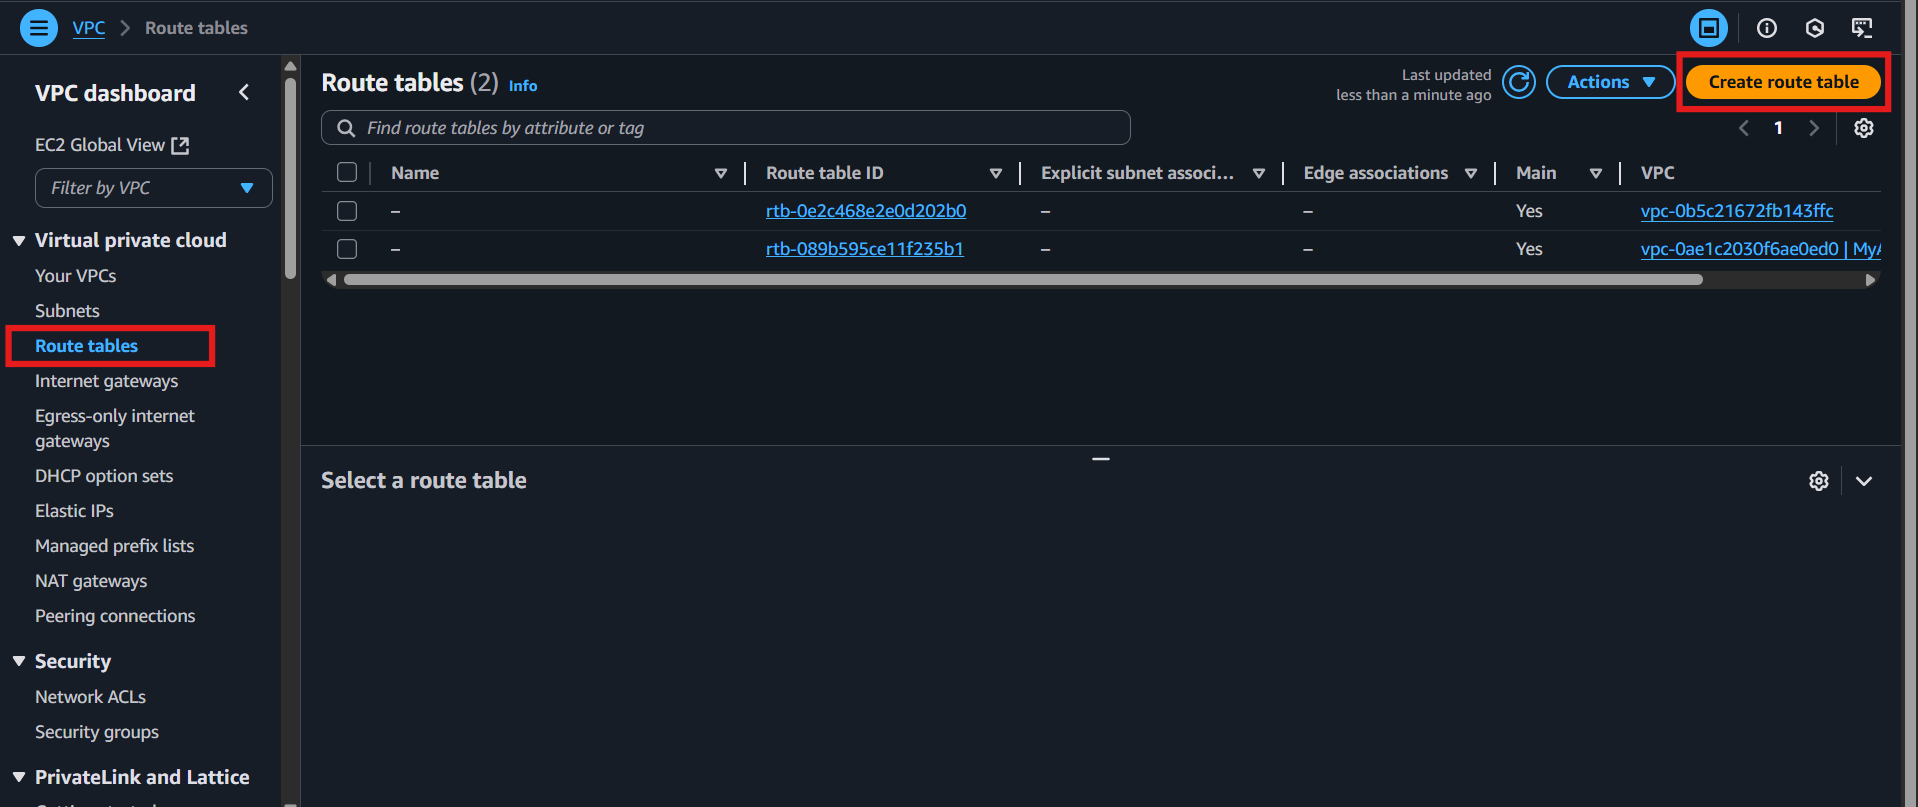 VPC > Route tables
VPC dashboard
EC2 Global View
Filter by VPC
Virtual private cloud
Your VPCs
Subnets
Route tables
Internet gateways
Egress-only internet
gateways
DHCP option sets
Elastic IPs
Managed prefix lists
NAT gateways
Peering connections
Security
Network ACLs
Security groups
PrivateLink and Lattice
Route tables (2) Info
Last updated
less than a minute ago
Actions
Create route table
Find route tables by attribute or tag
1
Name Route table ID Explicit subnet associ... Edge associations Main VPC
– rtb-0e2c468e2e0d202b0 – – Yes vpc-0b5c21672fb143ffc
– rtb-089b595ce11f235b1 – – Yes vpc-0ae1c2030f6ae0ed0 | MyA
Select a route table